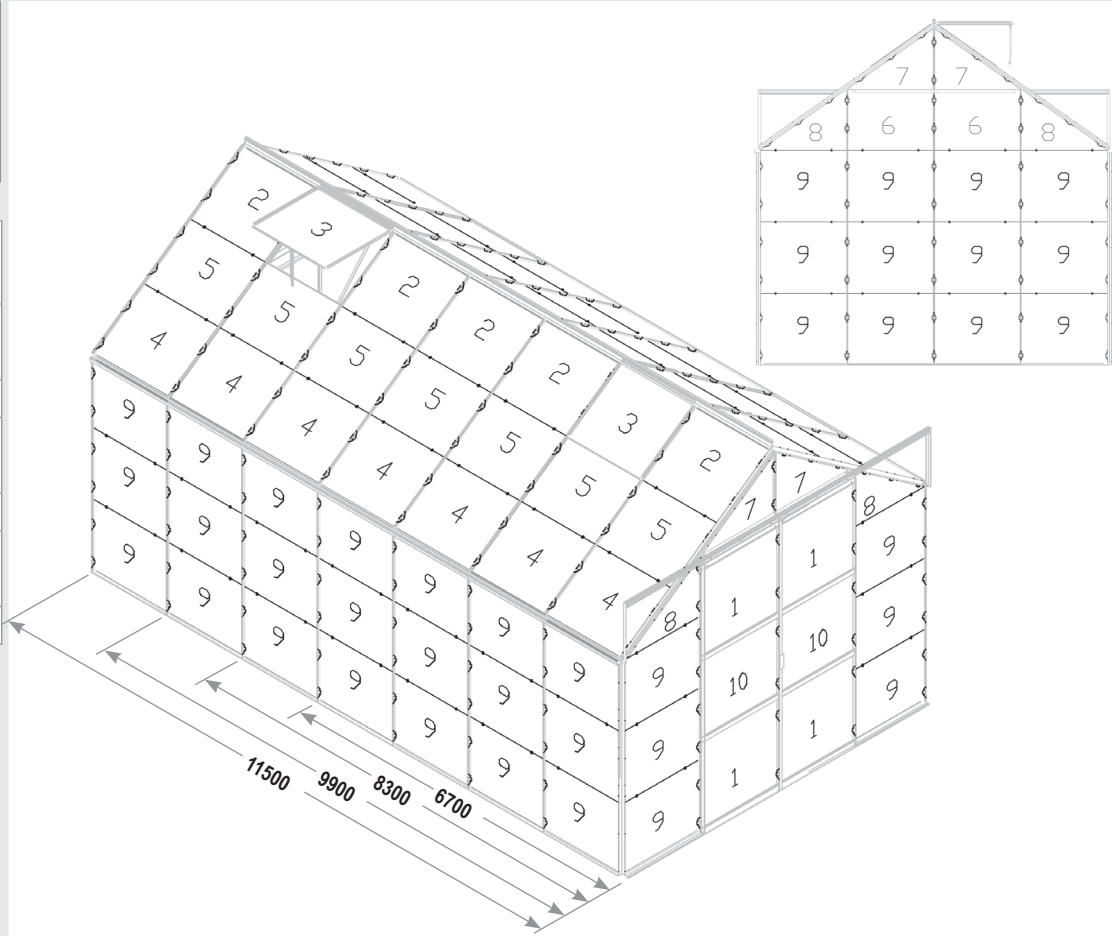 7 7
8 6 6 8
9 9 9 9
9 9 9 9
9 9 9 9
2 3 2 2 2 3 2
5 5 5 5 5 5 5
4 4 4 4 4 4 4
9 9 9 9 9 9 9
9 9 9 9 9 9 9
9 9 9 9 9 9 9
7 7
8 1 1 8
9 10 10 9
9 1 1 9
9 9
11500
9900
8300
6700